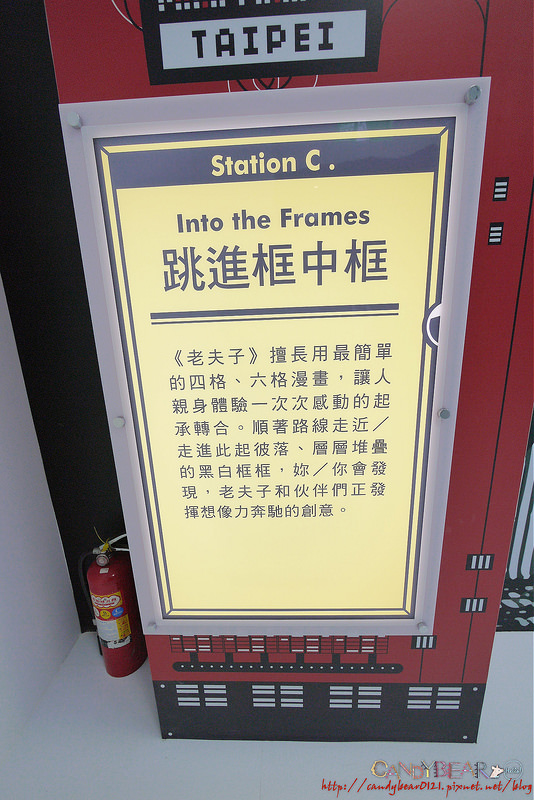 TAIPEI
Station C .
Into the Frames
跳進框中框
《老夫子》擅長用最簡單
的四格、六格漫畫，讓人
親身體驗一次次感動的起
承轉合。順著路線走近／
走進此起彼落、層層堆疊
的黑白框框，妳／你會發
現，老夫子和伙伴們正發
揮想像力奔馳的創意。
CANDYBEAR
http://candybear0121.pixnet.net/blog